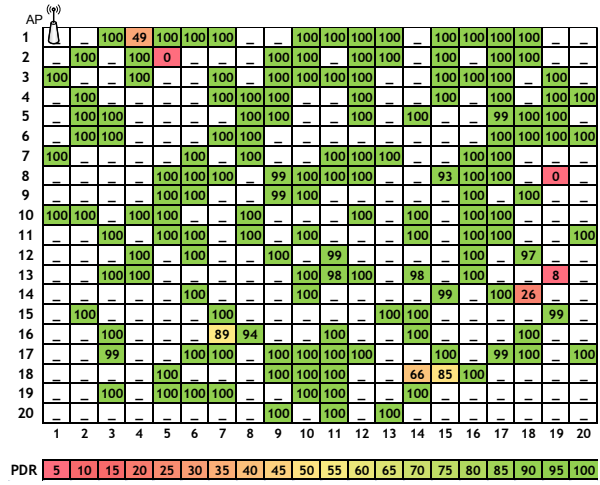 AP
1 _ 100 49 100 100 100 _ _ 100 100 100 100 _ 100 100 100 100 _ _
2 _ 100 _ 100 0 _ _ _ 100 100 _ 100 100 _ 100 _ 100 100 _ _
3 100 _ _ 100 _ _ 100 _ 100 100 100 100 _ _ 100 100 100 _ 100 _
4 _ 100 _ _ _ _ 100 100 100 _ _ 100 _ _ 100 _ 100 _ 100 100
5 _ 100 100 _ _ _ _ 100 100 _ _ 100 _ 100 _ _ 99 100 100 _
6 _ 100 100 _ _ _ 100 100 _ _ _ _ _ _ _ _ 100 100 100 100
7 100 _ _ _ _ 100 _ 100 _ _ 100 100 100 _ _ 100 100 _ _ _
8 _ _ _ _ 100 100 100 _ 99 100 100 100 _ _ 93 100 100 _ 0 _
9 _ _ _ _ 100 100 _ _ 99 100 _ _ _ _ _ 100 _ 100 _ _
10 100 100 _ 100 100 _ _ 100 _ _ _ 100 _ 100 _ 100 100 _ _ _
11 _ _ 100 _ 100 100 _ 100 _ 100 _ _ _ 100 _ 100 100 _ _ 100
12 _ _ _ 100 _ 100 _ _ 100 _ 99 _ _ _ _ 100 _ 97 _ _
13 _ _ 100 100 _ _ _ _ _ 100 98 100 _ 98 _ 100 _ _ 8 _
14 _ _ _ _ _ 100 _ _ _ 100 _ _ _ _ 99 _ 100 26 _ _
15 _ 100 _ _ _ _ 100 _ _ _ _ _ 100 100 _ _ _ _ 99 _
16 _ _ 100 _ _ _ 89 94 _ _ 100 _ _ 100 _ _ _ 100 _ _
17 _ _ 99 _ _ 100 100 _ 100 100 100 100 _ _ 100 _ 99 100 _ 100
18 _ _ _ _ 100 _ _ _ 100 100 100 _ _ 66 85 100 _ _ _ _
19 _ _ 100 _ 100 100 100 _ _ 100 100 _ _ 100 _ _ _ _ _ _
20 _ _ _ _ _ _ _ _ 100 _ 100 _ 100 _ _ _ _ _ _ _
1 2 3 4 5 6 7 8 9 10 11 12 13 14 15 16 17 18 19 20
PDR 5 10 15 20 25 30 35 40 45 50 55 60 65 70 75 80 85 90 95 100